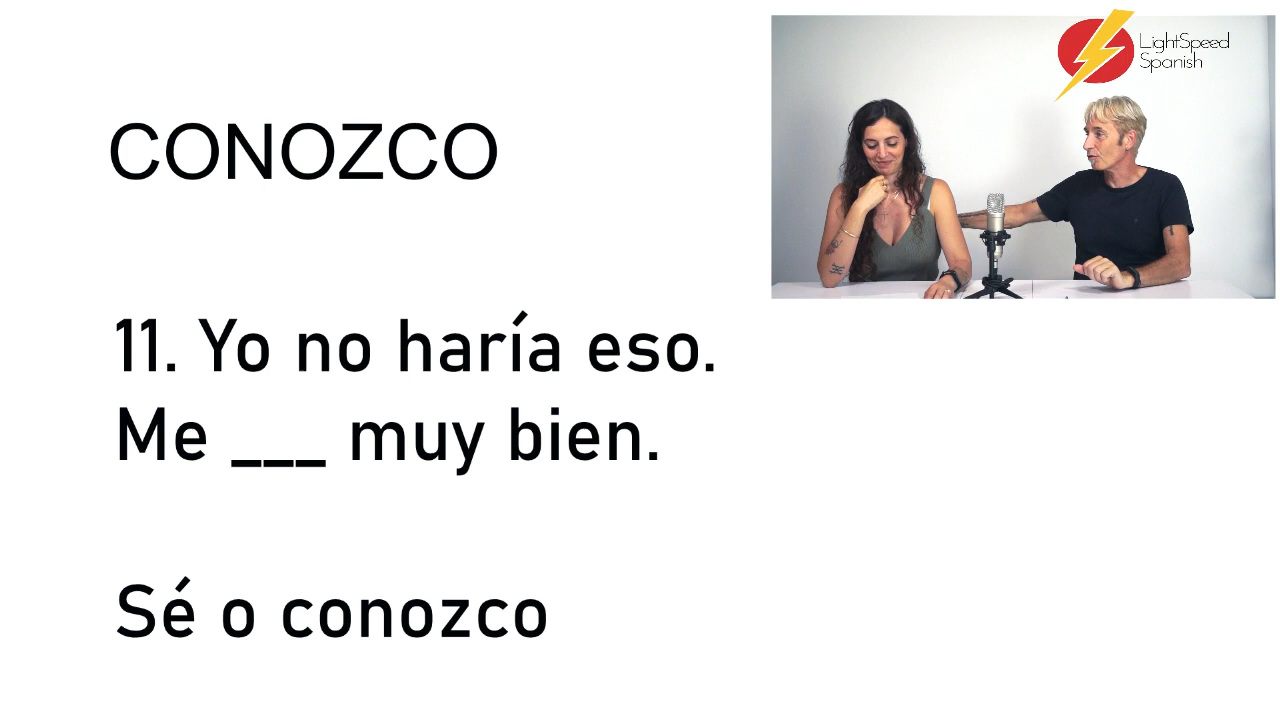 LightSpeed
Spanish
CONOZCO
11. Yo no haría eso.
Me ___ muy bien.
Sé o conozco